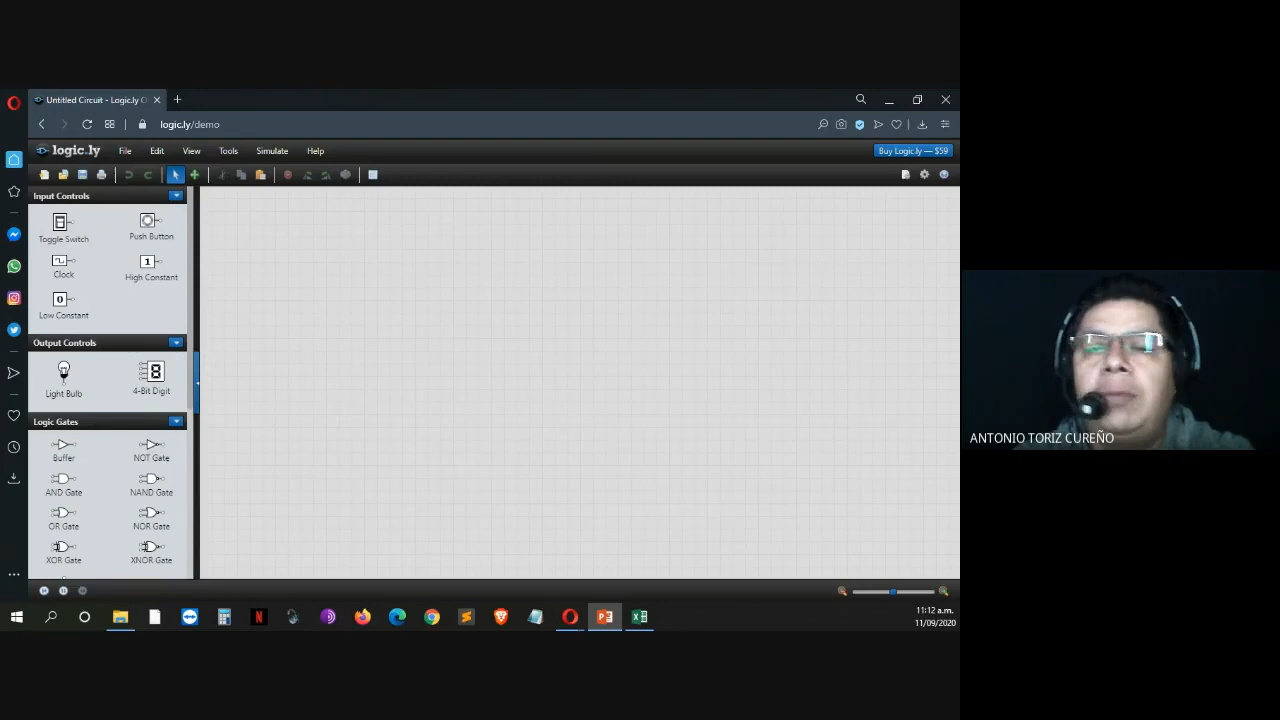 Untitled Circuit - Logic.ly O
logic.ly/demo
logic.ly File Edit View Tools Simulate Help Buy Logic.ly — $59
Input Controls
Toggle Switch Push Button
Clock High Constant
1
0
Low Constant
Output Controls
Light Bulb 4-Bit Digit
8
Logic Gates
Buffer NOT Gate
AND Gate NAND Gate
OR Gate NOR Gate
XOR Gate XNOR Gate
11:12 a.m.
11/09/2020
ANTONIO TORIZ CUREÑO